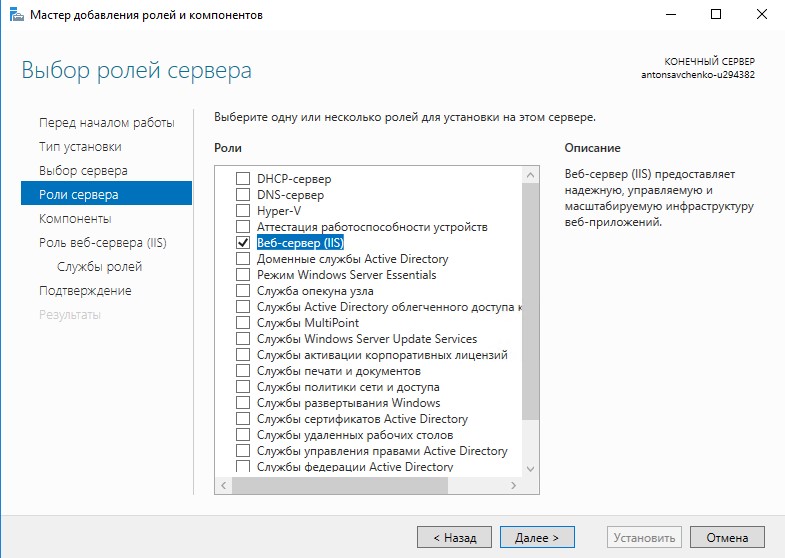 Мастер добавления ролей и компонентов
Выбор ролей сервера
КОНЕЧНЫЙ СЕРВЕР
antonsavchenko-u294382
Перед началом работы
Тип установки
Выбор сервера
Роли сервера
Компоненты
Роль веб-сервера (IIS)
Службы ролей
Подтверждение
Результаты
Выберите одну или несколько ролей для установки на этом сервере.
Роли
DHCP-сервер
DNS-сервер
Hyper-V
Аттестация работоспособности устройств
Веб-сервер (IIS)
Доменные службы Active Directory
Режим Windows Server Essentials
Служба опекуна узла
Службы Active Directory облегченного доступа к
Службы MultiPoint
Службы Windows Server Update Services
Службы активации корпоративных лицензий
Службы печати и документов
Службы политики сети и доступа
Службы развертывания Windows
Службы сертификатов Active Directory
Службы удаленных рабочих столов
Службы управления правами Active Directory
Службы федерации Active Directory
Описание
Веб-сервер (IIS) предоставляет
надежную, управляемую и
масштабируемую инфраструктуру
веб-приложений.
< Назад
Далее >
Установить
Отмена